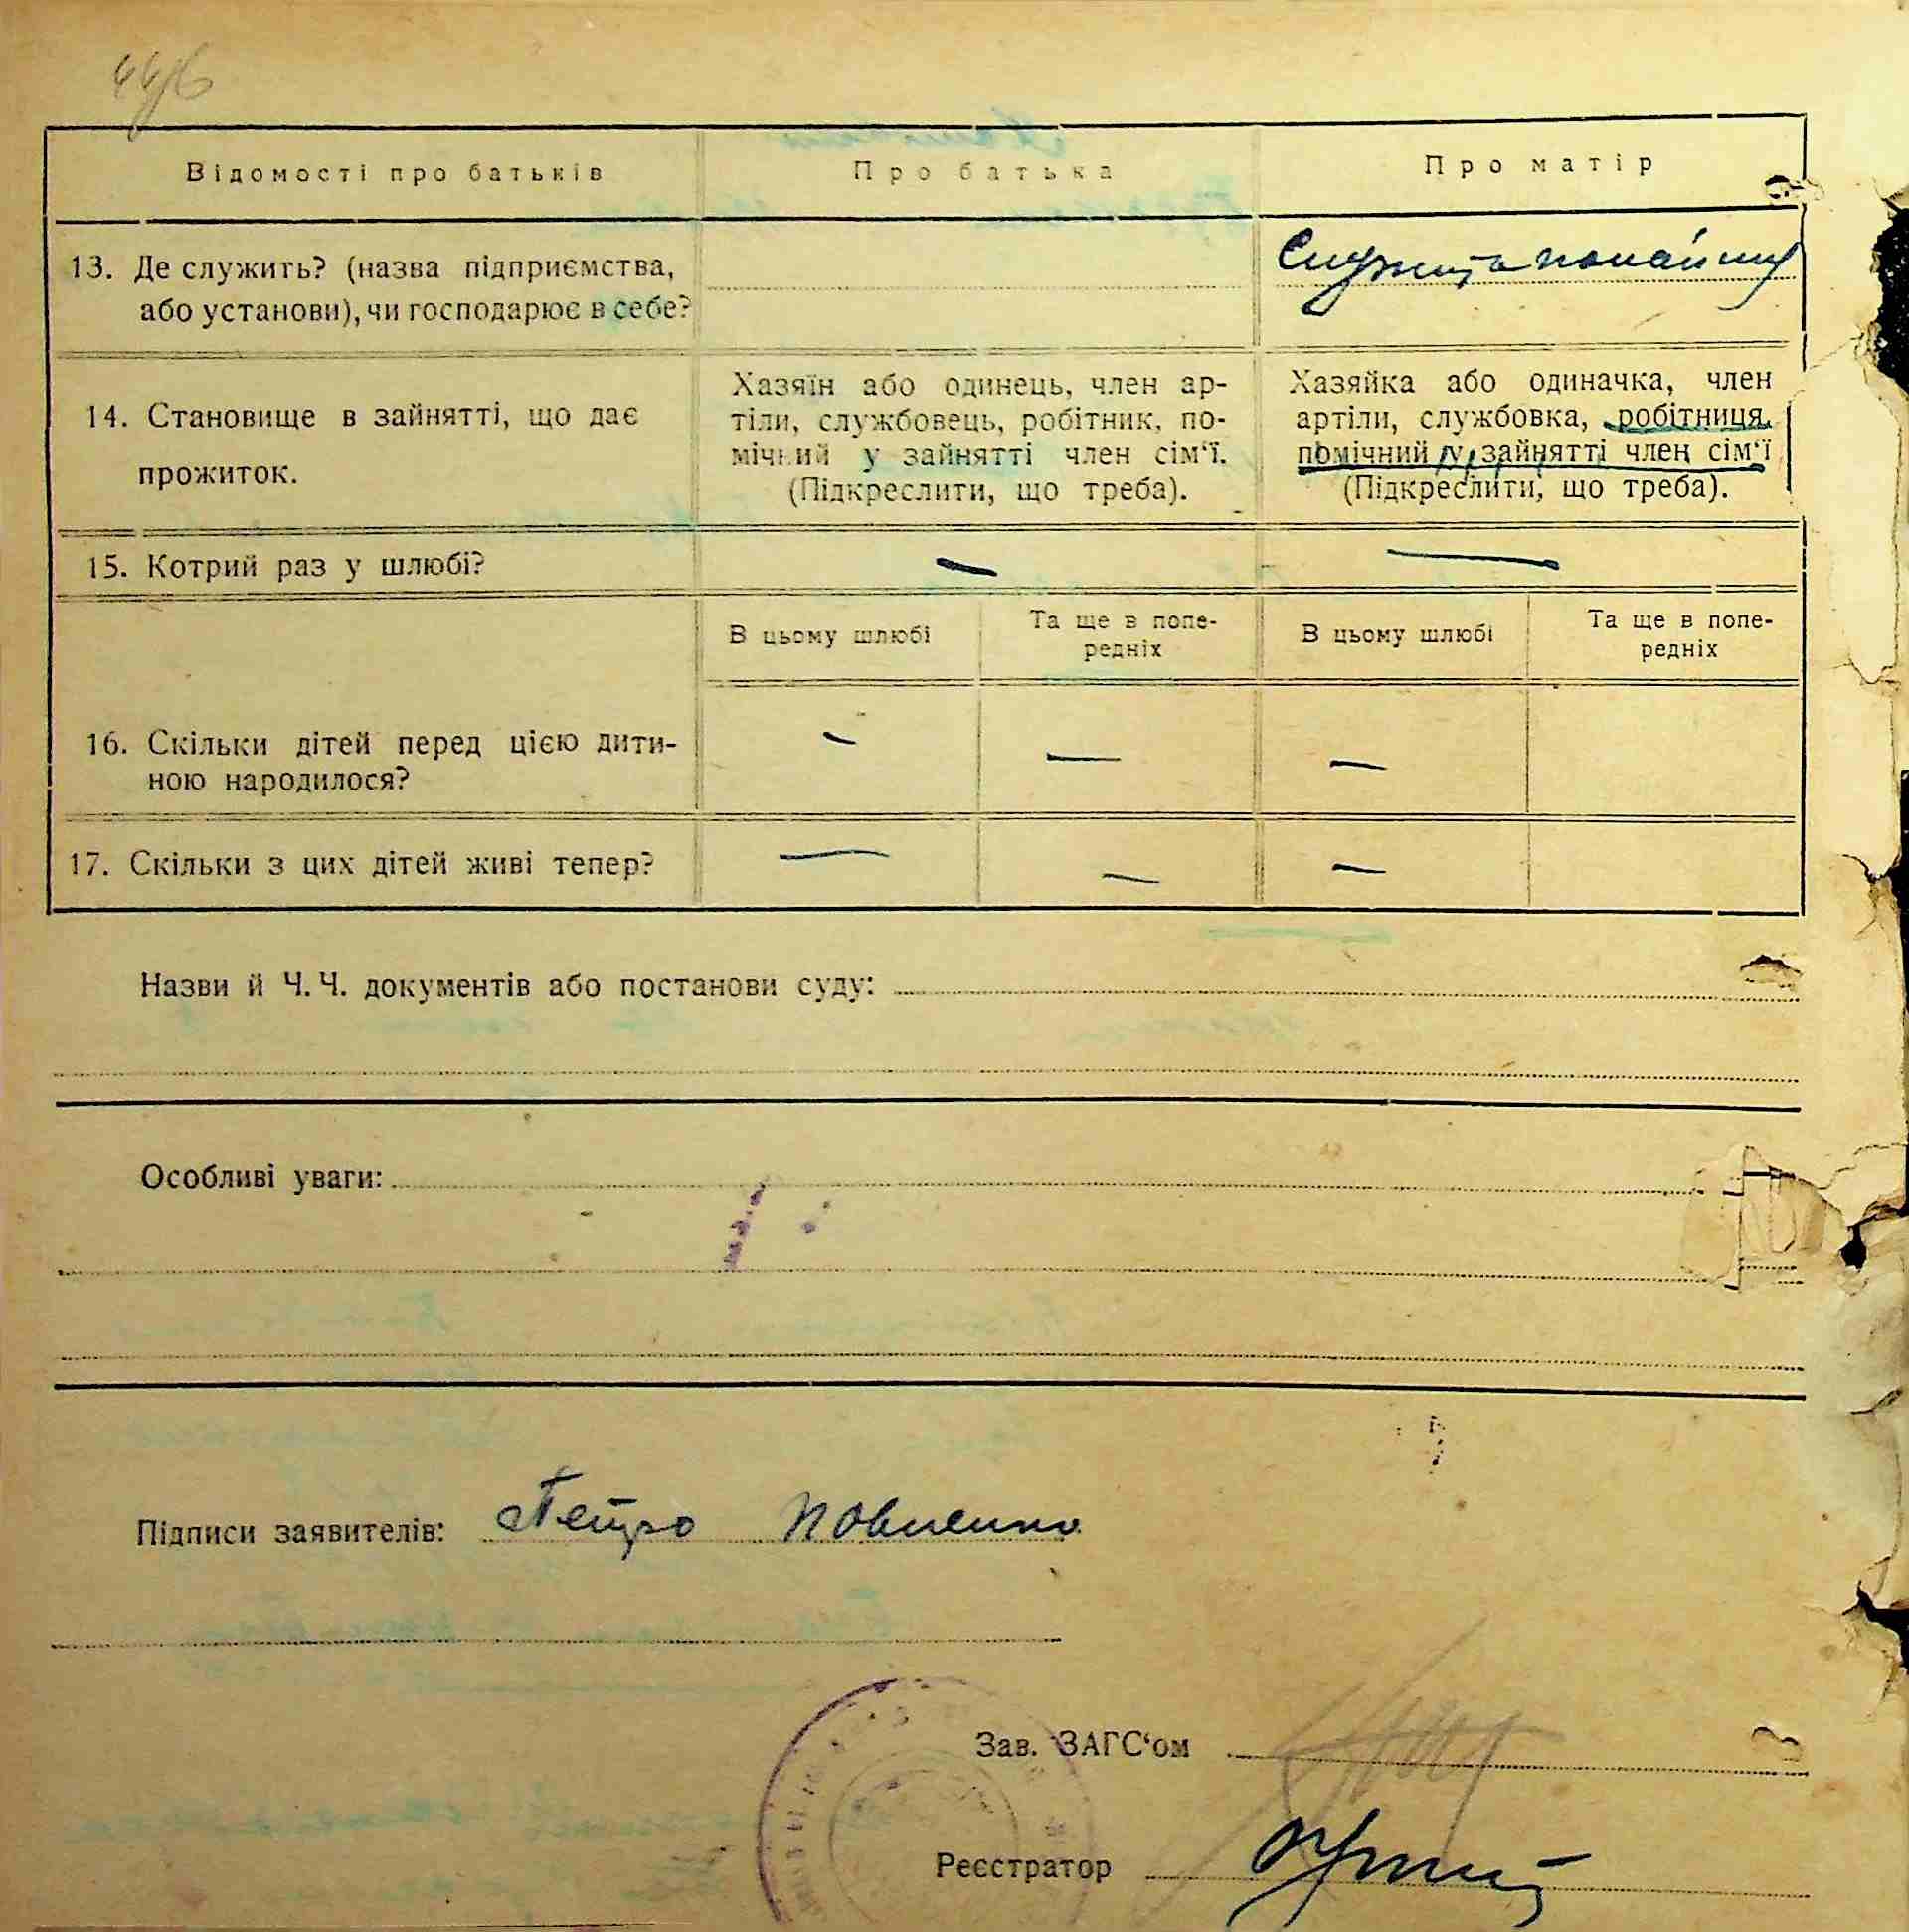 Відомості про батьків
Про батька
Про матір
13. Де служить? (назва підприємства,
або установи), чи господарює в себе?
Служить
14. Становище в зайнятті, що дає
прожиток.
Хазяїн або одинець, член ар-
тіли, службовець, робітник, по-
мічний у зайнятті член сім‘ї.
(Підкреслити, що треба).
Хазяйка або одиначка, член
артіли, службовка, робітниця,
помічний у зайнятті член сім‘ї
(Підкреслити, що треба).
15. Котрий раз у шлюбі?
—
—
В цьому шлюбі
Та ще в попе-
редніх
В цьому шлюбі
Та ще в попе-
редніх
16. Скільки дітей перед цією дити-
ною народилося?
— — —
17. Скільки з цих дітей живі тепер?
— — —
Назви й Ч. Ч. документів або постанови суду:
Особливі уваги:
Підписи заявителів: Петро
Зав. ЗАГС‘ом
Реєстратор